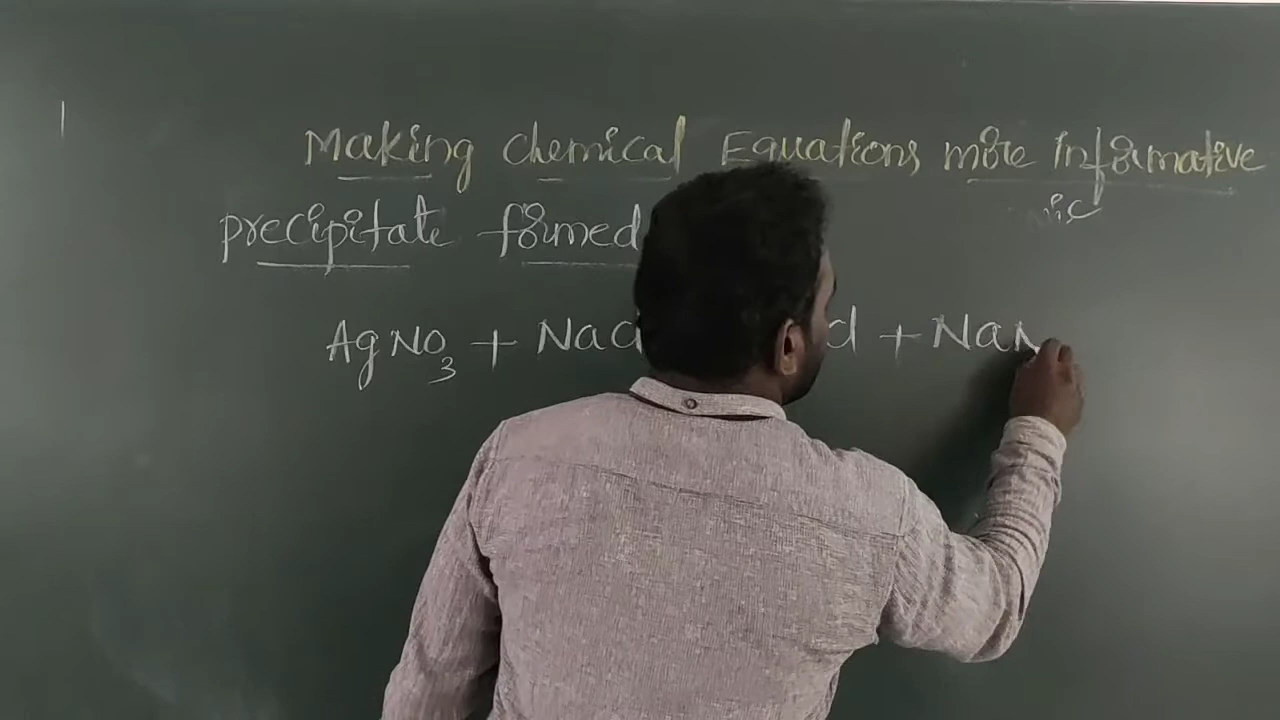 Making chemical Equations more informative
precipitate formed
AgNO3 + NaCl + NaN